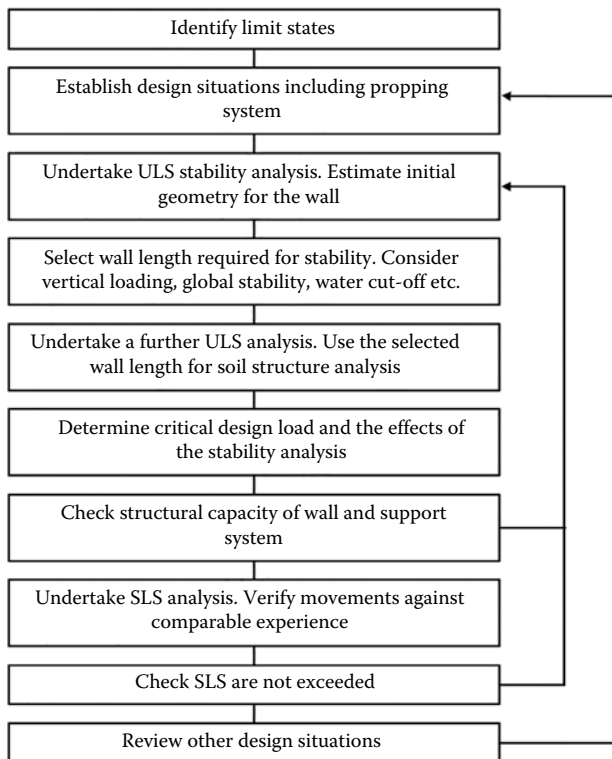 Identify limit states
Establish design situations including propping
system
Undertake ULS stability analysis. Estimate initial
geometry for the wall
Select wall length required for stability. Consider
vertical loading, global stability, water cut-off etc.
Undertake a further ULS analysis. Use the selected
wall length for soil structure analysis
Determine critical design load and the effects of
the stability analysis
Check structural capacity of wall and support
system
Undertake SLS analysis. Verify movements against
comparable experience
Check SLS are not exceeded
Review other design situations